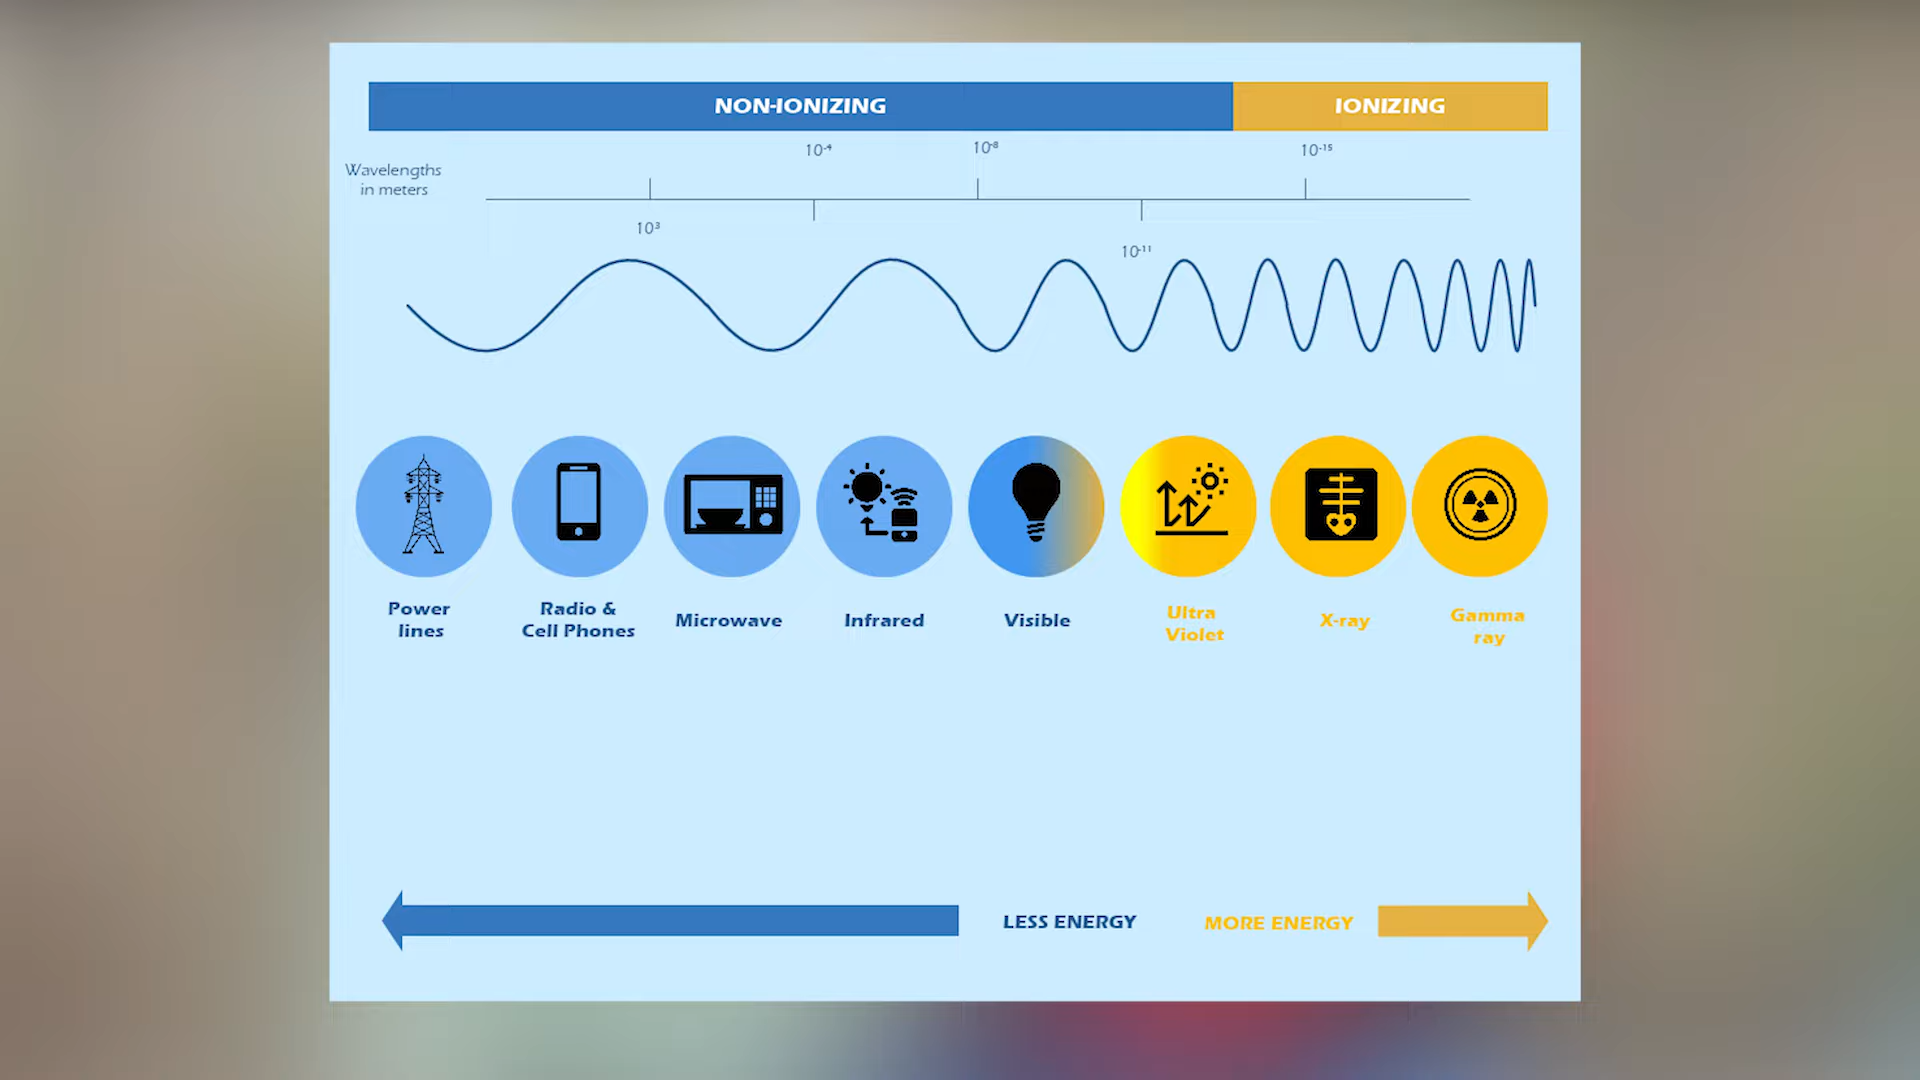 NON-IONIZING
IONIZING
Wavelengths
in meters
10³
10⁻⁴
10⁻⁸
10⁻¹¹
10⁻¹⁵
Power
lines
Radio &
Cell Phones
Microwave
Infrared
Visible
Ultra
Violet
X-ray
Gamma
ray
LESS ENERGY
MORE ENERGY